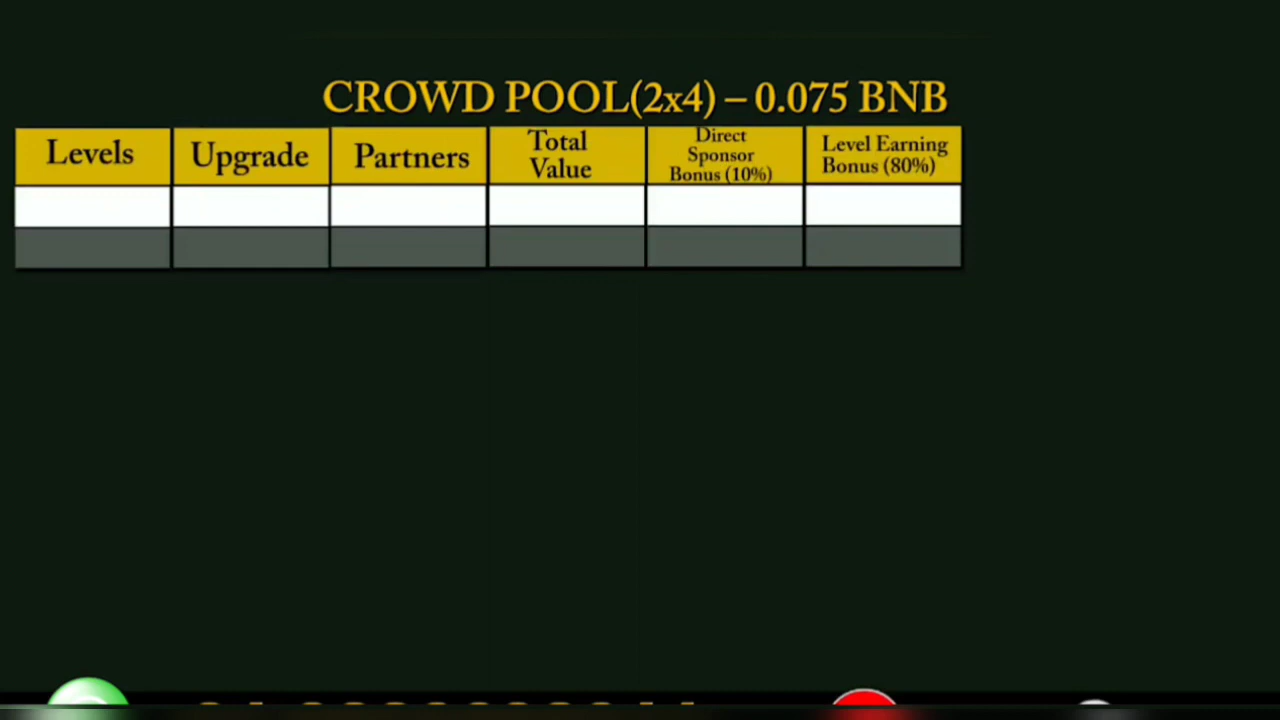 CROWD POOL(2x4) – 0.075 BNB
Levels
Upgrade
Partners
Total
Value
Direct
Sponsor
Bonus (10%)
Level Earning
Bonus (80%)